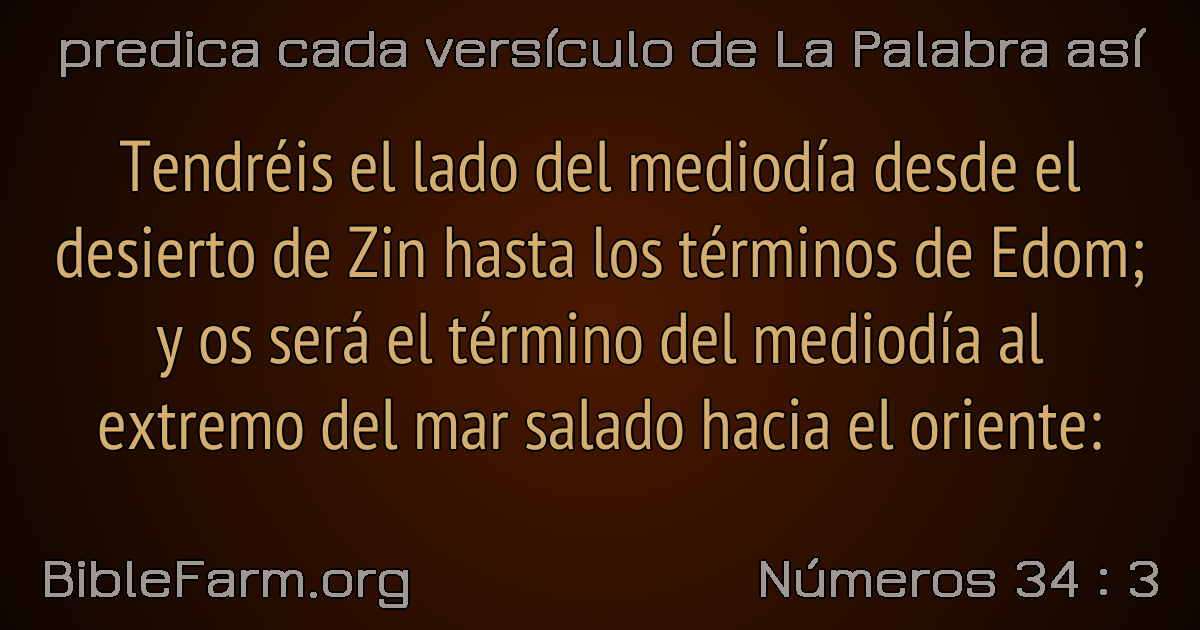 predica cada versículo de La Palabra así
Tendréis el lado del mediodía desde el
desierto de Zin hasta los términos de Edom;
y os será el término del mediodía al
extremo del mar salado hacia el oriente:
BibleFarm.org
Números 34 : 3